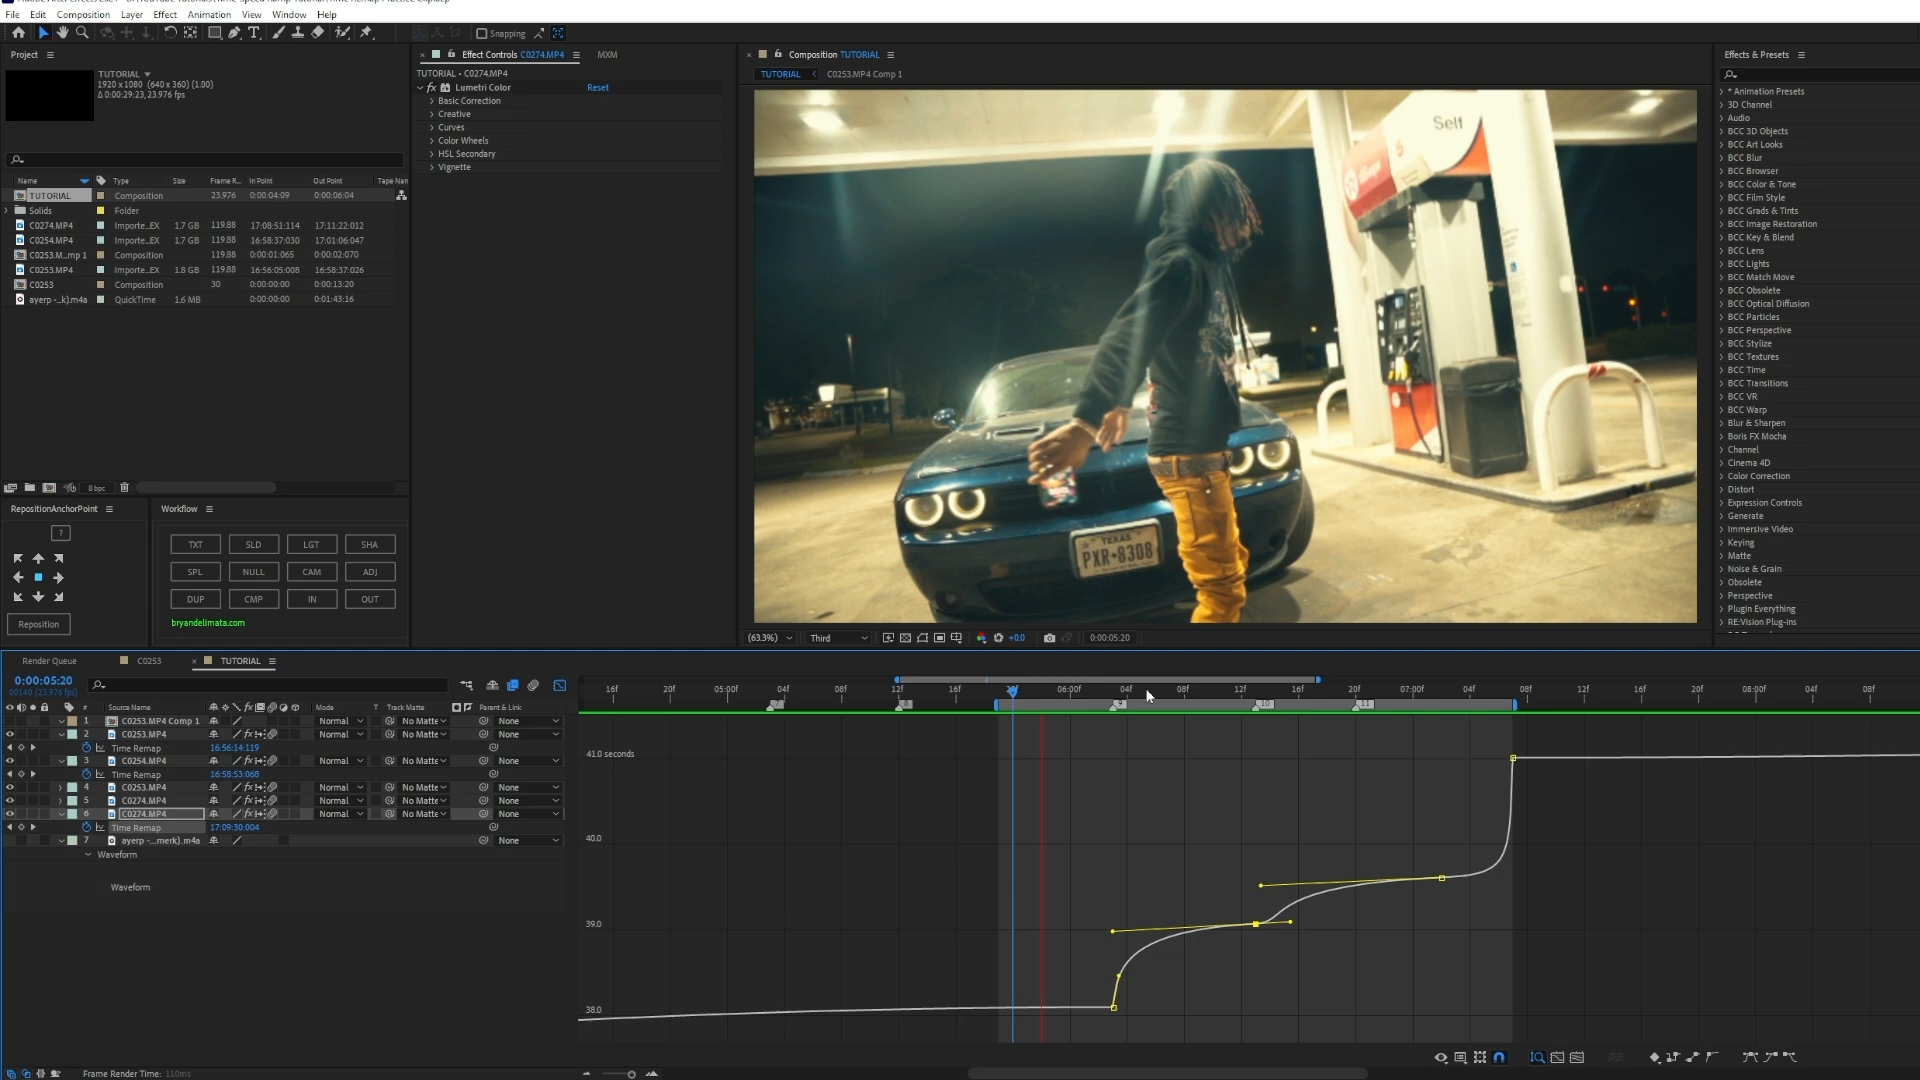 File Edit Composition Layer Effect Animation View Window Help
Snapping
Project
TUTORIAL
1920 x 1080 (640 x 360) (1.00)
Δ 0:00:29:23, 23.976 fps
Name Type Size Frame R... In Point Out Point Tape Nan
TUTORIAL Composition 23.976 0:00:04:09 0:00:06:04
Solids Folder
C0274.MP4 Importe...EX 1.7 GB 119.88 17:08:51:114 17:11:22:012
C0254.MP4 Importe...EX 1.7 GB 119.88 16:58:37:030 17:01:06:047
C0253.M...mp 1 Composition 119.88 0:00:01:065 0:00:02:070
C0253.MP4 Importe...EX 1.8 GB 119.88 16:56:05:008 16:58:37:026
C0253 Composition 30 0:00:00:00 0:00:13:20
ayerp -...k).m4a QuickTime 1.6 MB 0:00:00:00 0:01:43:16
8 bpc
RepositionAnchorPoint
?
Reposition
Workflow
TXT SLD LGT SHA
SPL NULL CAM ADJ
DUP CMP IN OUT
bryandelimata.com
Effect Controls C0274.MP4 MXM
TUTORIAL • C0274.MP4
fx Lumetri Color Reset
Basic Correction
Creative
Curves
Color Wheels
HSL Secondary
Vignette
Composition TUTORIAL
TUTORIAL C0253.MP4 Comp 1
Self
5
TEXAS
PXR•8308
(63.3%) Third +0.0 0:00:05:20
Effects & Presets
* Animation Presets
3D Channel
Audio
BCC 3D Objects
BCC Art Looks
BCC Blur
BCC Browser
BCC Color & Tone
BCC Film Style
BCC Grads & Tints
BCC Image Restoration
BCC Key & Blend
BCC Lens
BCC Lights
BCC Match Move
BCC Obsolete
BCC Optical Diffusion
BCC Particles
BCC Perspective
BCC Stylize
BCC Textures
BCC Time
BCC Transitions
BCC VR
BCC Warp
Blur & Sharpen
Boris FX Mocha
Channel
Cinema 4D
Color Correction
Distort
Expression Controls
Generate
Immersive Video
Keying
Matte
Noise & Grain
Obsolete
Perspective
Plugin Everything
RE:Vision Plug-ins
Render Queue C0253 TUTORIAL
0:00:05:20
00140 (23.976 fps)
# Source Name Mode T Track Matte Parent & Link
1 C0253.MP4 Comp 1 Normal No Matte None
2 C0253.MP4 Normal No Matte None
Time Remap 16:56:14:119
3 C0254.MP4 Normal No Matte None
Time Remap 16:58:53:068
4 C0253.MP4 Normal No Matte None
5 C0274.MP4 Normal No Matte None
6 C0274.MP4 Normal No Matte None
Time Remap 17:09:30:004
7 ayerp -...merk).m4a None
Waveform
Waveform
16f 20f 05:00f 04f 08f 12f 16f 20f 06:00f 04f 08f 12f 16f 20f 07:00f 04f 08f 12f 16f 20f 08:00f 04f 08f
7 8 9 10 11
41.0 seconds
40.0
39.0
38.0
Frame Render Time: 110ms